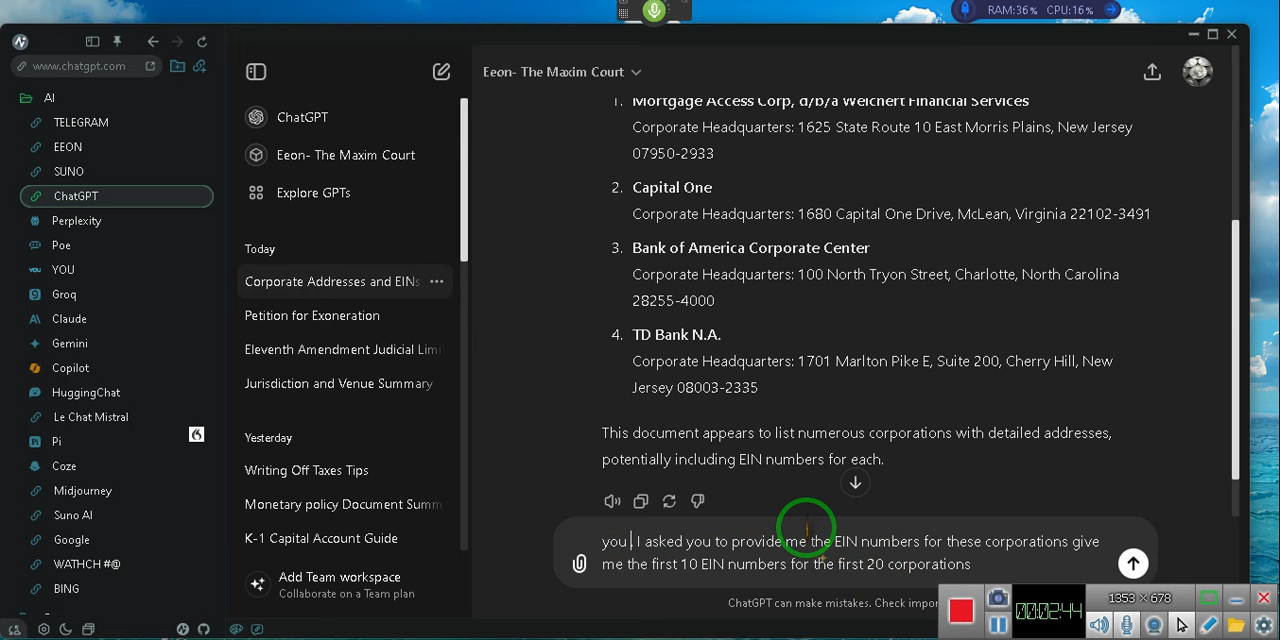 RAM:36% CPU:16%
www.chatgpt.com
AI
TELEGRAM
EEON
SUNO
ChatGPT
Perplexity
Poe
YOU
Groq
Claude
Gemini
Copilot
HuggingChat
Le Chat Mistral
Pi
Coze
Midjourney
Suno AI
Google
WATHCH #@
BING
ChatGPT
Eeon- The Maxim Court
Explore GPTs
Today
Corporate Addresses and EINs
Petition for Exoneration
Eleventh Amendment Judicial Limi
Jurisdiction and Venue Summary
Yesterday
Writing Off Taxes Tips
Monetary policy Document Summ
K-1 Capital Account Guide
Add Team workspace
Collaborate on a Team plan
Eeon- The Maxim Court
1. Mortgage Access Corp, d/b/a Weichert Financial Services
Corporate Headquarters: 1625 State Route 10 East Morris Plains, New Jersey
07950-2933
2. Capital One
Corporate Headquarters: 1680 Capital One Drive, McLean, Virginia 22102-3491
3. Bank of America Corporate Center
Corporate Headquarters: 100 North Tryon Street, Charlotte, North Carolina
28255-4000
4. TD Bank N.A.
Corporate Headquarters: 1701 Marlton Pike E, Suite 200, Cherry Hill, New
Jersey 08003-2335
This document appears to list numerous corporations with detailed addresses,
potentially including EIN numbers for each.
you , I asked you to provide me the EIN numbers for these corporations give
me the first 10 EIN numbers for the first 20 corporations
ChatGPT can make mistakes. Check impor
00:02:44
1353 × 678